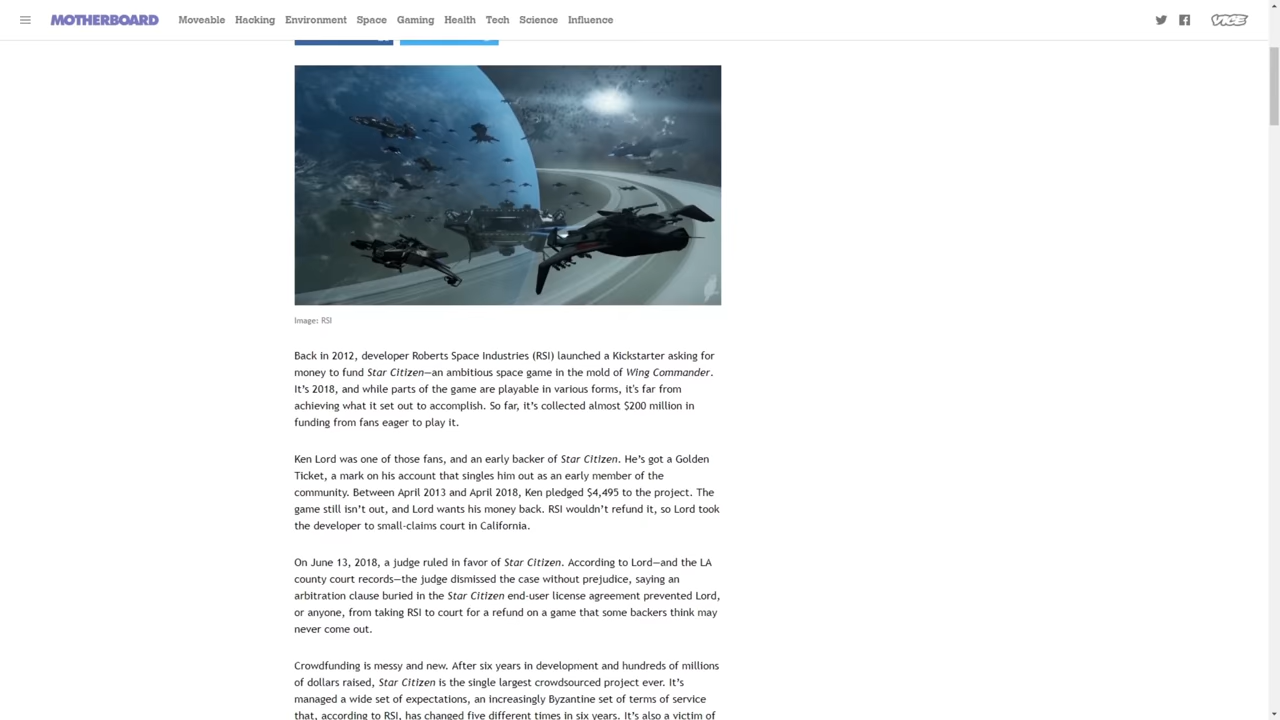 MOTHERBOARD Moveable Hacking Environment Space Gaming Health Tech Science Influence VICE
Image: RSI
Back in 2012, developer Roberts Space Industries (RSI) launched a Kickstarter asking for
money to fund Star Citizen—an ambitious space game in the mold of Wing Commander.
It’s 2018, and while parts of the game are playable in various forms, it's far from
achieving what it set out to accomplish. So far, it’s collected almost $200 million in
funding from fans eager to play it.
Ken Lord was one of those fans, and an early backer of Star Citizen. He’s got a Golden
Ticket, a mark on his account that singles him out as an early member of the
community. Between April 2013 and April 2018, Ken pledged $4,495 to the project. The
game still isn’t out, and Lord wants his money back. RSI wouldn’t refund it, so Lord took
the developer to small-claims court in California.
On June 13, 2018, a judge ruled in favor of Star Citizen. According to Lord—and the LA
county court records—the judge dismissed the case without prejudice, saying an
arbitration clause buried in the Star Citizen end-user license agreement prevented Lord,
or anyone, from taking RSI to court for a refund on a game that some backers think may
never come out.
Crowdfunding is messy and new. After six years in development and hundreds of millions
of dollars raised, Star Citizen is the single largest crowdsourced project ever. It’s
managed a wide set of expectations, an increasingly Byzantine set of terms of service
that, according to RSI, has changed five different times in six years. It’s also a victim of